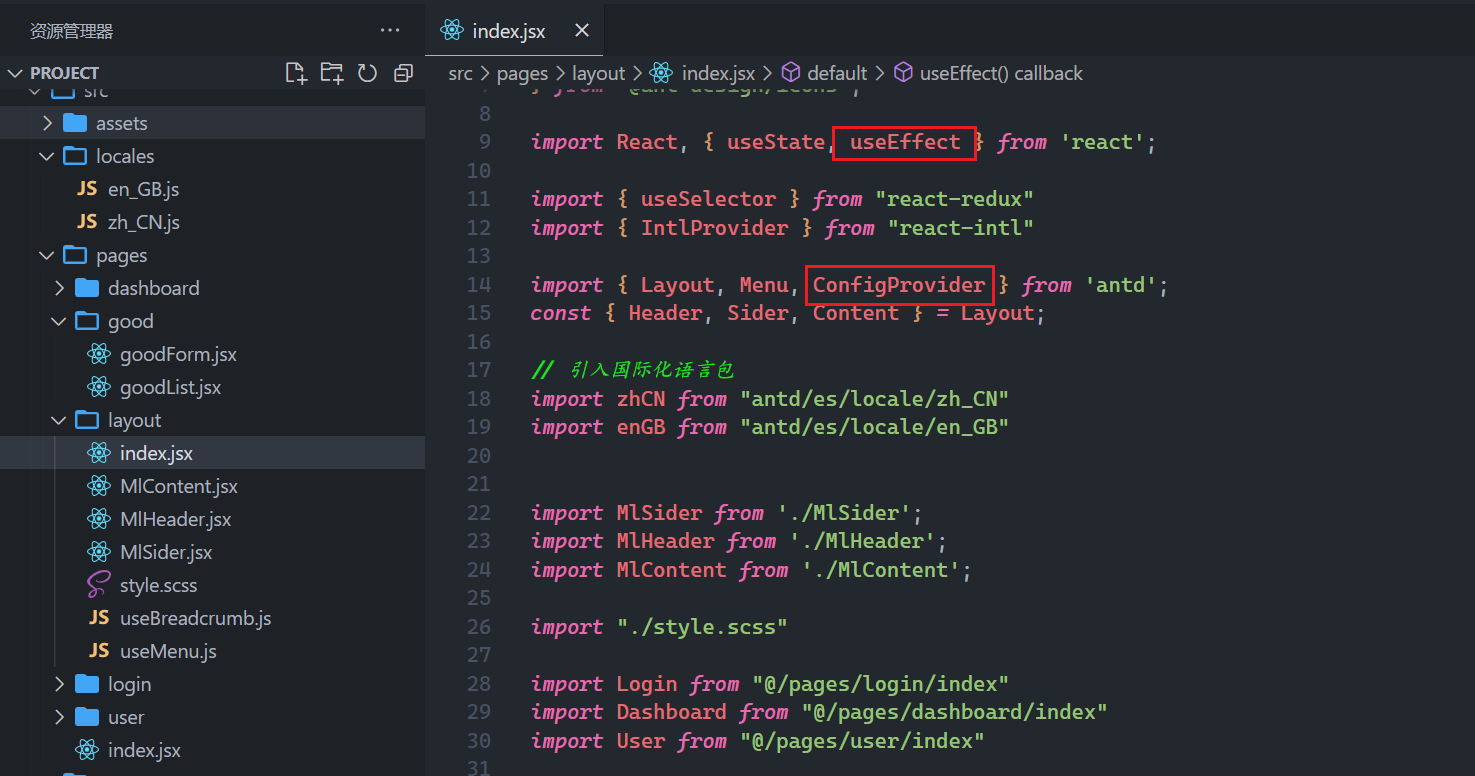 资源管理器
PROJECT
src
assets
locales
JS en_GB.js
JS zh_CN.js
pages
dashboard
good
goodForm.jsx
goodList.jsx
layout
index.jsx
MlContent.jsx
MlHeader.jsx
MlSider.jsx
style.scss
JS useBreadcrumb.js
JS useMenu.js
login
user
index.jsx
index.jsx
src > pages > layout > index.jsx > default > useEffect() callback
7 } from '@ant-design/icons';
8
9 import React, { useState, useEffect } from 'react';
10
11 import { useSelector } from "react-redux"
12 import { IntlProvider } from "react-intl"
13
14 import { Layout, Menu, ConfigProvider } from 'antd';
15 const { Header, Sider, Content } = Layout;
16
17 // 引入国际化语言包
18 import zhCN from "antd/es/locale/zh_CN"
19 import enGB from "antd/es/locale/en_GB"
20
21
22 import MlSider from './MlSider';
23 import MlHeader from './MlHeader';
24 import MlContent from './MlContent';
25
26 import "./style.scss"
27
28 import Login from "@/pages/login/index"
29 import Dashboard from "@/pages/dashboard/index"
30 import User from "@/pages/user/index"
31